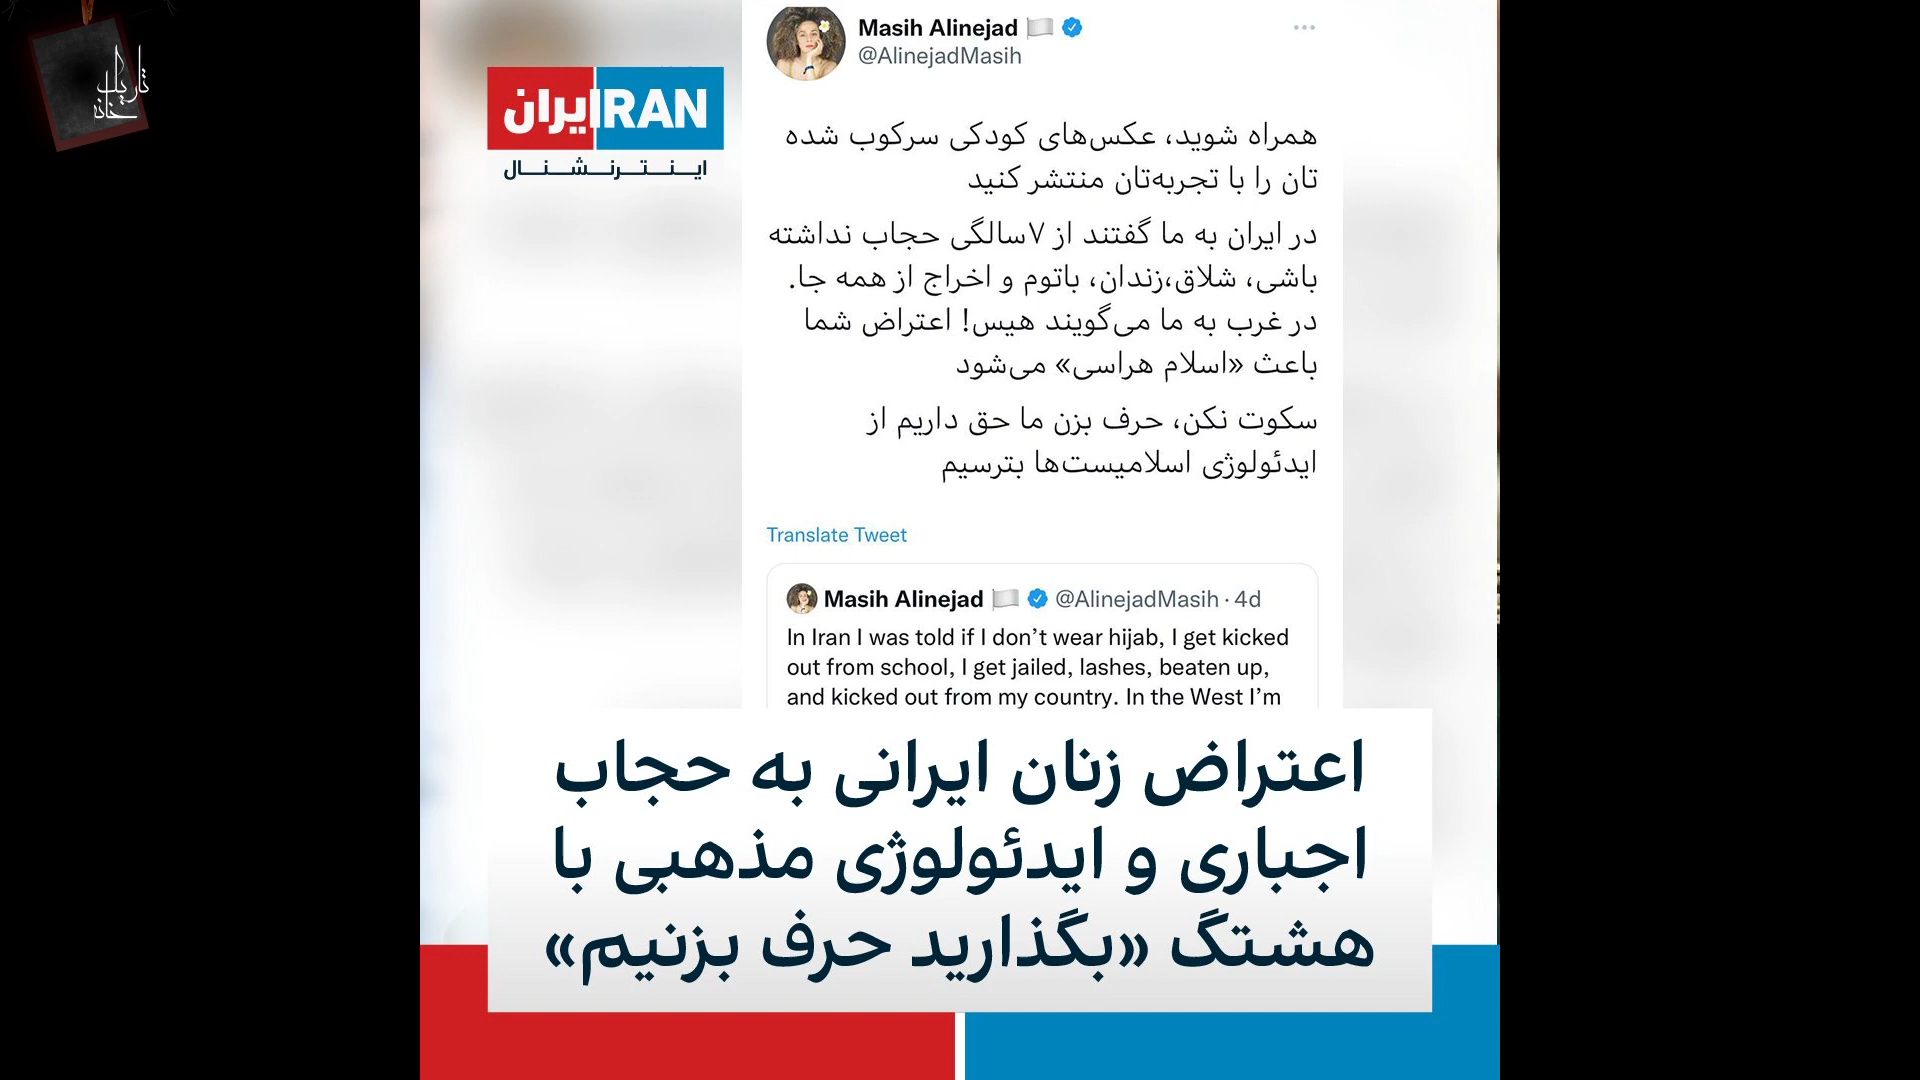 تاریک
خانه
IRAN ایران
اینترنشنال
Masih Alinejad
@AlinejadMasih
همراه شوید، عکس‌های کودکی سرکوب شده
تان را با تجربه‌تان منتشر کنید
در ایران به ما گفتند از ۷سالگی حجاب نداشته
باشی، شلاق،زندان، باتوم و اخراج از همه جا.
در غرب به ما می‌گویند هیس! اعتراض شما
باعث «اسلام هراسی» می‌شود
سکوت نکن، حرف بزن ما حق داریم از
ایدئولوژی اسلامیست‌ها بترسیم
Translate Tweet
Masih Alinejad @AlinejadMasih · 4d
In Iran I was told if I don’t wear hijab, I get kicked
out from school, I get jailed, lashes, beaten up,
and kicked out from my country. In the West I’m
اعتراض زنان ایرانی به حجاب
اجباری و ایدئولوژی مذهبی با
هشتگ «بگذارید حرف بزنیم»